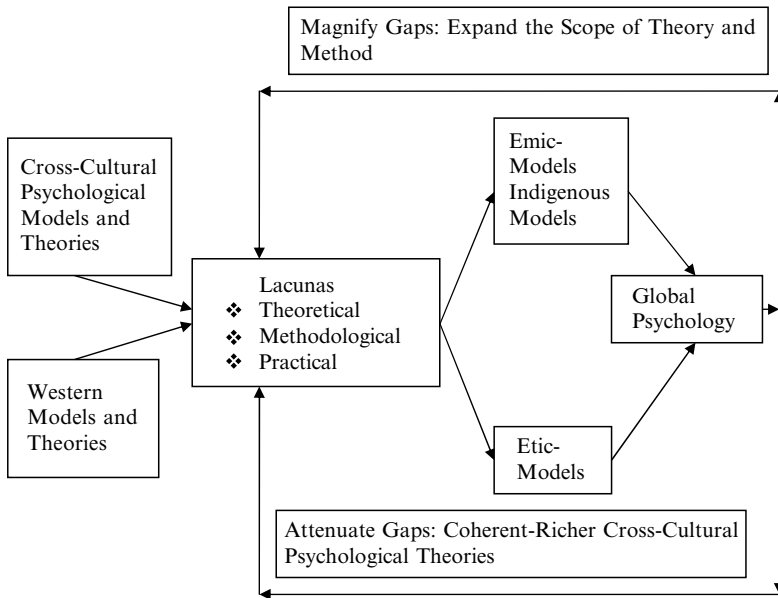 Magnify Gaps: Expand the Scope of Theory and
Method
Cross-Cultural
Psychological
Models and
Theories
Western
Models and
Theories
Lacunas
❖ Theoretical
❖ Methodological
❖ Practical
Emic-
Models
Indigenous
Models
Etic-
Models
Global
Psychology
Attenuate Gaps: Coherent-Richer Cross-Cultural
Psychological Theories